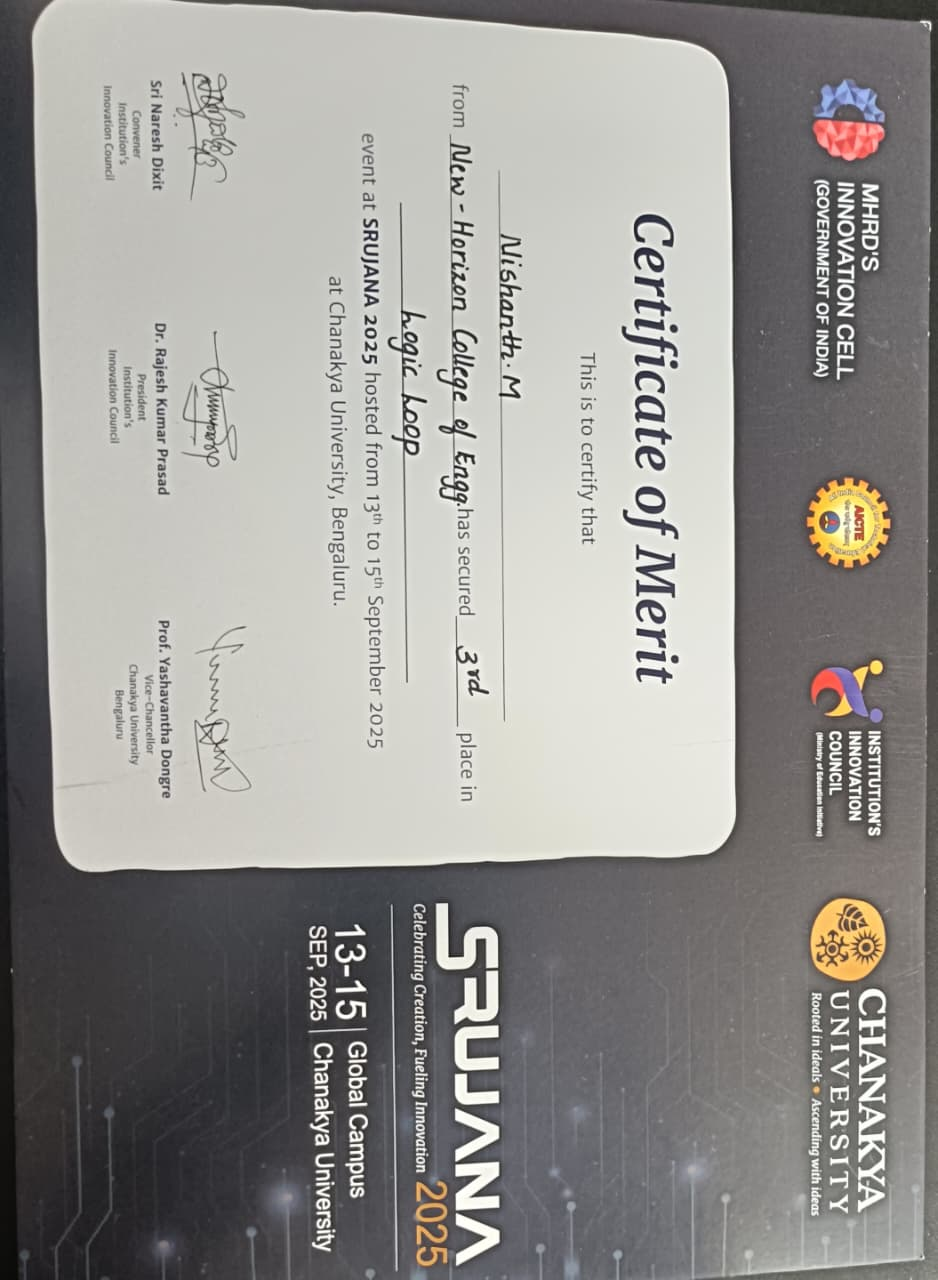 MHRD'S
INNOVATION CELL
(GOVERNMENT OF INDIA)
AICTE
INSTITUTION'S
INNOVATION
COUNCIL
(Ministry of Education Initiative)
CHANAKYA
UNIVERSITY
Rooted in ideals • Ascending with ideas
Certificate of Merit
This is to certify that
Nishanth.M
from New-Horizon College of Engg. has secured 3rd place in
Logic Loop
event at SRUJANA 2025 hosted from 13th to 15th September 2025
at Chanakya University, Bengaluru.
Sri Naresh Dixit
Convener
Institution's
Innovation Council
Dr. Rajesh Kumar Prasad
President
Institution's
Innovation Council
Prof. Yashavantha Dongre
Vice-Chancellor
Chanakya University
Bengaluru
SRUJANA
Celebrating Creation, Fueling Innovation 2025
13-15 | Global Campus
SEP, 2025 | Chanakya University